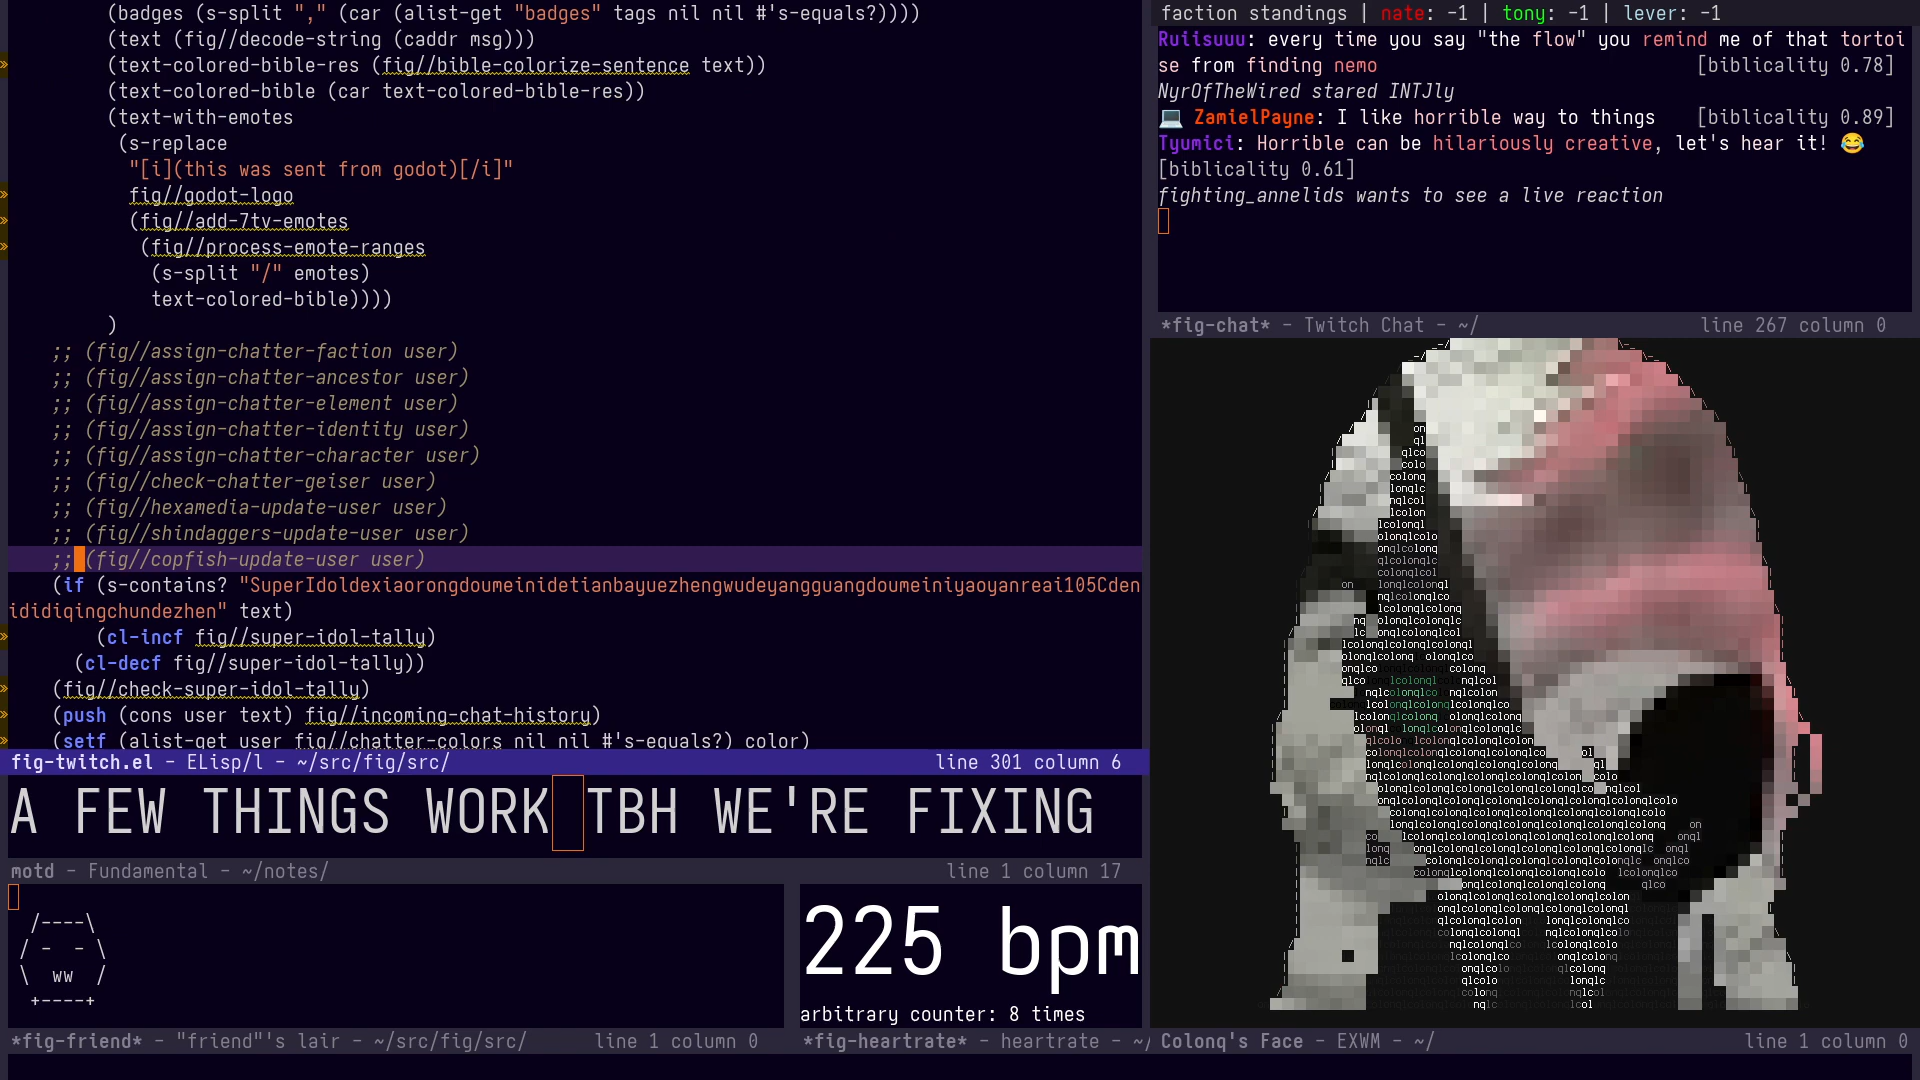 (badges (s-split "," (car (alist-get "badges" tags nil nil #'s-equals?))))
(text (fig//decode-string (caddr msg)))
(text-colored-bible-res (fig//bible-colorize-sentence text))
(text-colored-bible (car text-colored-bible-res))
(text-with-emotes
(s-replace
"[i](this was sent from godot)[/i]"
fig//godot-logo
(fig//add-7tv-emotes
(fig//process-emote-ranges
(s-split "/" emotes)
text-colored-bible))))
)
;; (fig//assign-chatter-faction user)
;; (fig//assign-chatter-ancestor user)
;; (fig//assign-chatter-element user)
;; (fig//assign-chatter-identity user)
;; (fig//assign-chatter-character user)
;; (fig//check-chatter-geiser user)
;; (fig//hexamedia-update-user user)
;; (fig//shindaggers-update-user user)
;; (fig//copfish-update-user user)
(if (s-contains? "SuperIdoldexiaorongdoumeinidetianbayuezhengwudeyangguangdoumeiniyaoyanreai105Cden
ididiqingchundezhen" text)
(cl-incf fig//super-idol-tally)
(cl-decf fig//super-idol-tally))
(fig//check-super-idol-tally)
(push (cons user text) fig//incoming-chat-history)
(setf (alist-get user fig//chatter-colors nil nil #'s-equals?) color)
fig-twitch.el - ELisp/l - ~/src/fig/src/ line 301 column 6
A FEW THINGS WORK TBH WE'RE FIXING
motd - Fundamental - ~/notes/ line 1 column 17
/----\
/ - - \
\ ww /
+----+
*fig-friend* - "friend"'s lair - ~/src/fig/src/ line 1 column 0
225 bpm
arbitrary counter: 8 times
*fig-heartrate* - heartrate - ~/
faction standings | nate: -1 | tony: -1 | lever: -1
Ruiisuuu: every time you say "the flow" you remind me of that tortoi
se from finding nemo [biblicality 0.78]
NyrOfTheWired stared INTJly
💻 ZamielPayne: I like horrible way to things [biblicality 0.89]
Tyumici: Horrible can be hilariously creative, let's hear it! 😂
[biblicality 0.61]
fighting_annelids wants to see a live reaction
*fig-chat* - Twitch Chat - ~/ line 267 column 0
Colonq's Face - EXWM - ~/ line 1 column 0